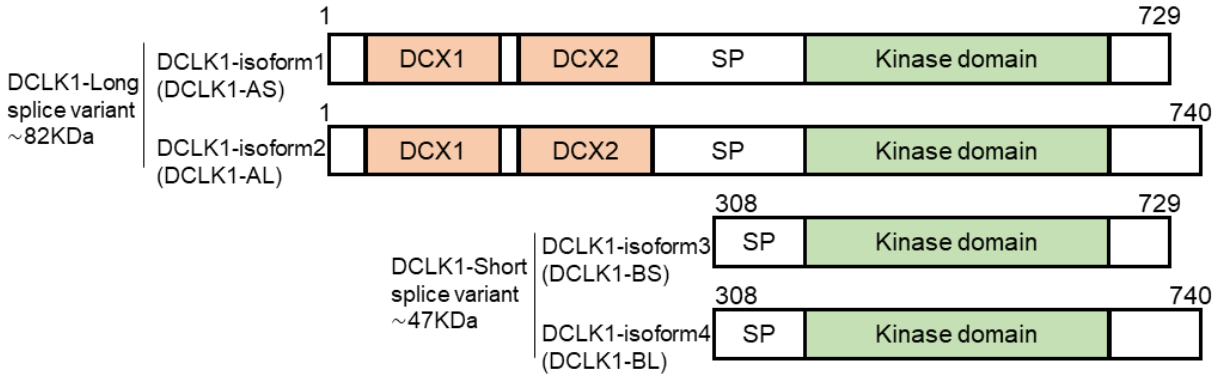 1 729
DCLK1-Long
splice variant
~82KDa
DCLK1-isoform1
(DCLK1-AS)
DCX1 DCX2 SP Kinase domain
1 740
DCLK1-isoform2
(DCLK1-AL)
DCX1 DCX2 SP Kinase domain
308 729
DCLK1-Short
splice variant
~47KDa
DCLK1-isoform3
(DCLK1-BS)
SP Kinase domain
308 740
DCLK1-isoform4
(DCLK1-BL)
SP Kinase domain